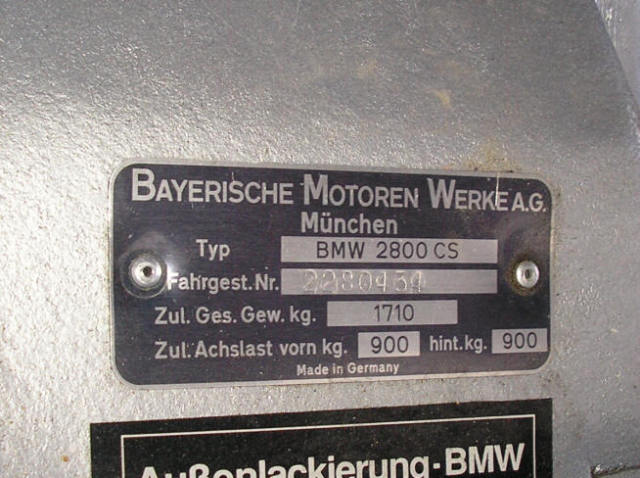 BAYERISCHE MOTOREN WERKE A.G.
München
Typ BMW 2800 CS
Fahrgest.Nr. 2280434
Zul. Ges. Gew. kg. 1710
Zul. Achslast vorn kg. 900 hint.kg. 900
Made in Germany
Außenlackierung-BMW